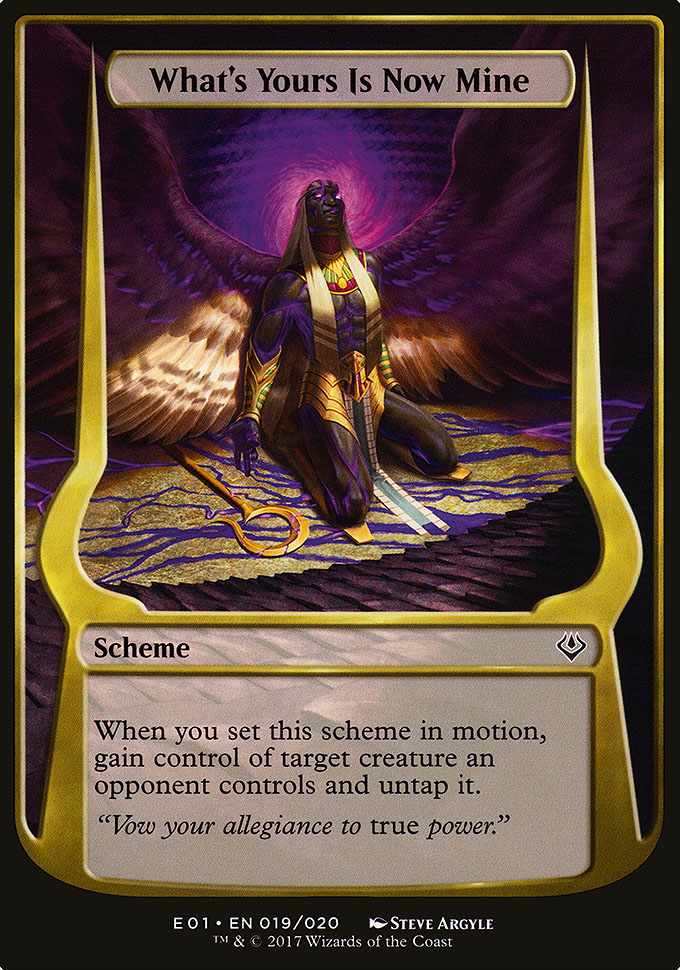 What's Yours Is Now Mine
Scheme
When you set this scheme in motion,
gain control of target creature an
opponent controls and untap it.
“Vow your allegiance to true power.”
E01 • EN 019/020 Steve Argyle
™ & © 2017 Wizards of the Coast